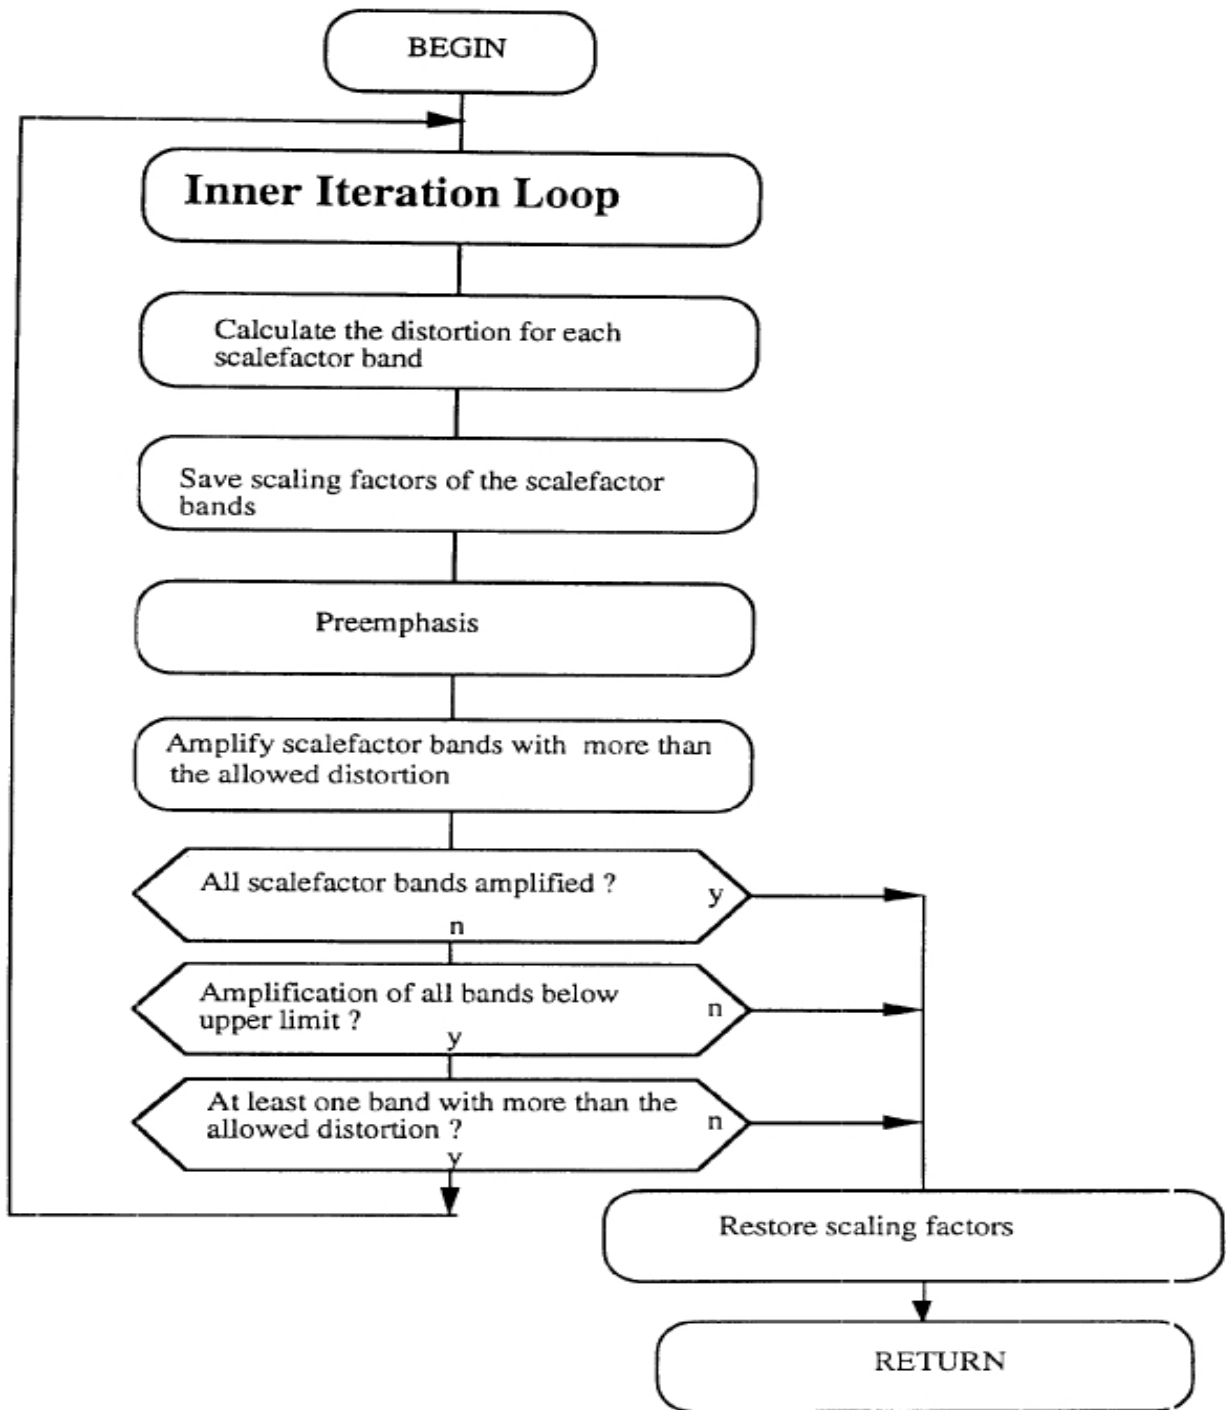 BEGIN
Inner Iteration Loop
Calculate the distortion for each
scalefactor band
Save scaling factors of the scalefactor
bands
Preemphasis
Amplify scalefactor bands with more than
the allowed distortion
All scalefactor bands amplified ?
y
n
Amplification of all bands below
upper limit ?
n
y
At least one band with more than the
allowed distortion ?
n
y
Restore scaling factors
RETURN